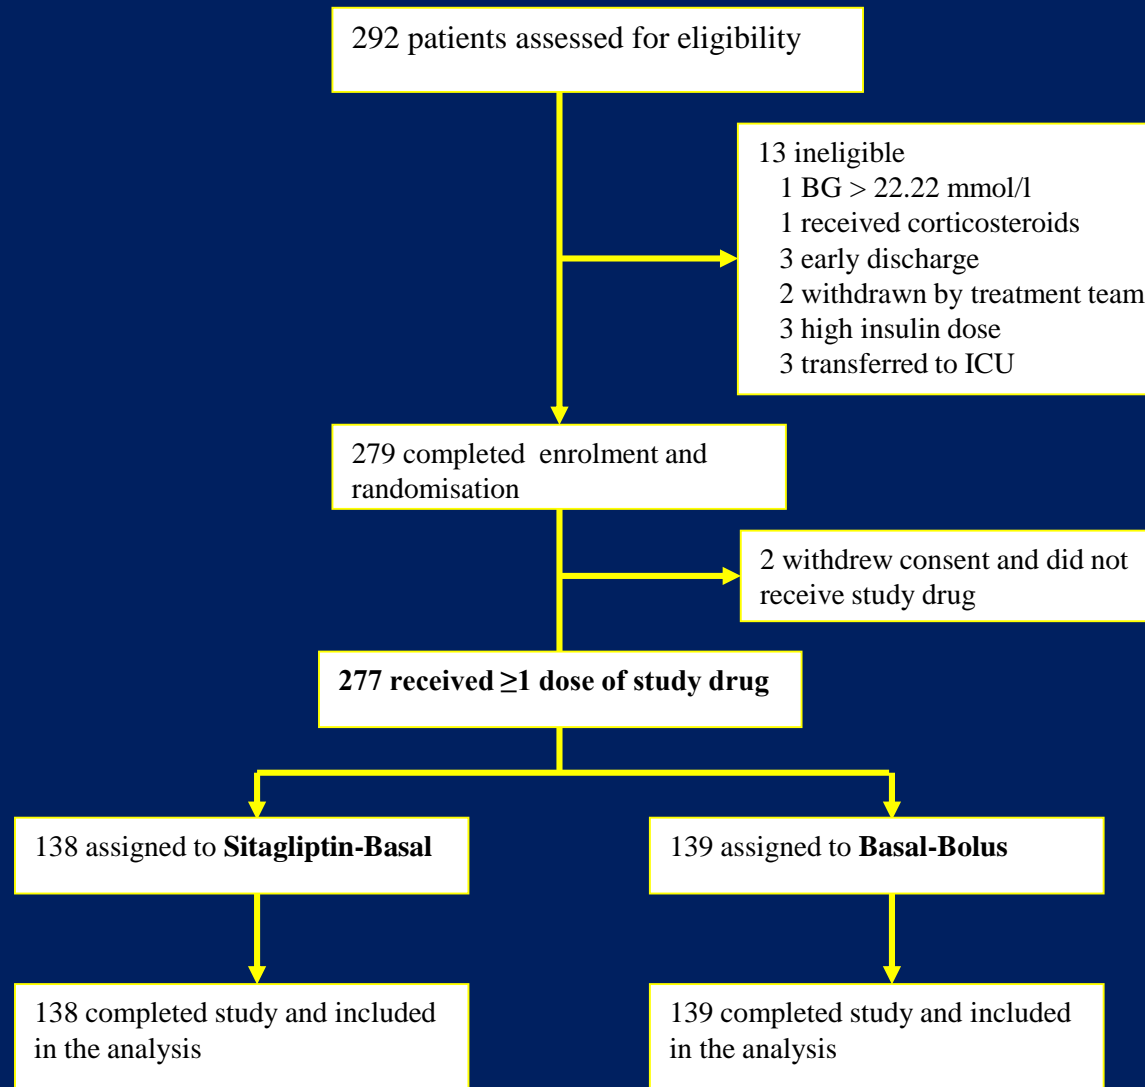 292 patients assessed for eligibility
13 ineligible
1 BG > 22.22 mmol/l
1 received corticosteroids
3 early discharge
2 withdrawn by treatment team
3 high insulin dose
3 transferred to ICU
279 completed enrolment and
randomisation
2 withdrew consent and did not
receive study drug
277 received ≥1 dose of study drug
138 assigned to Sitagliptin-Basal
139 assigned to Basal-Bolus
138 completed study and included
in the analysis
139 completed study and included
in the analysis